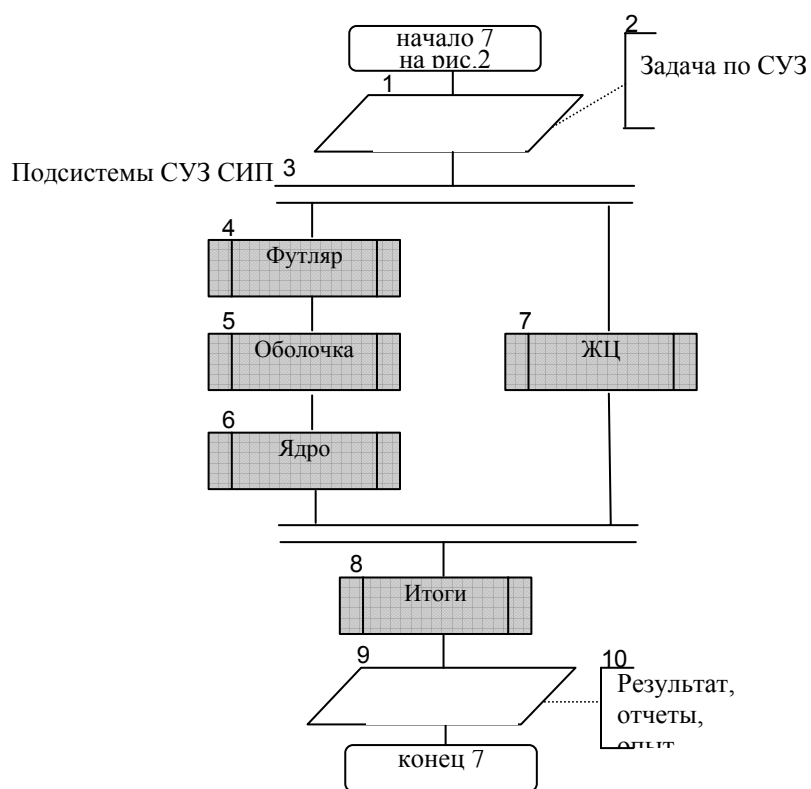 начало 7
на рис.2
2
Задача по СУЗ
1
Подсистемы СУЗ СИП 3
4
Футляр
5
Оболочка
7
ЖЦ
6
Ядро
8
Итоги
9
10
Результат,
отчеты,
опыт
конец 7